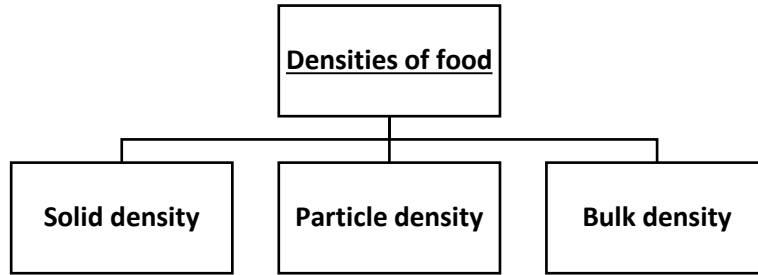 Densities of food
Solid density
Particle density
Bulk density